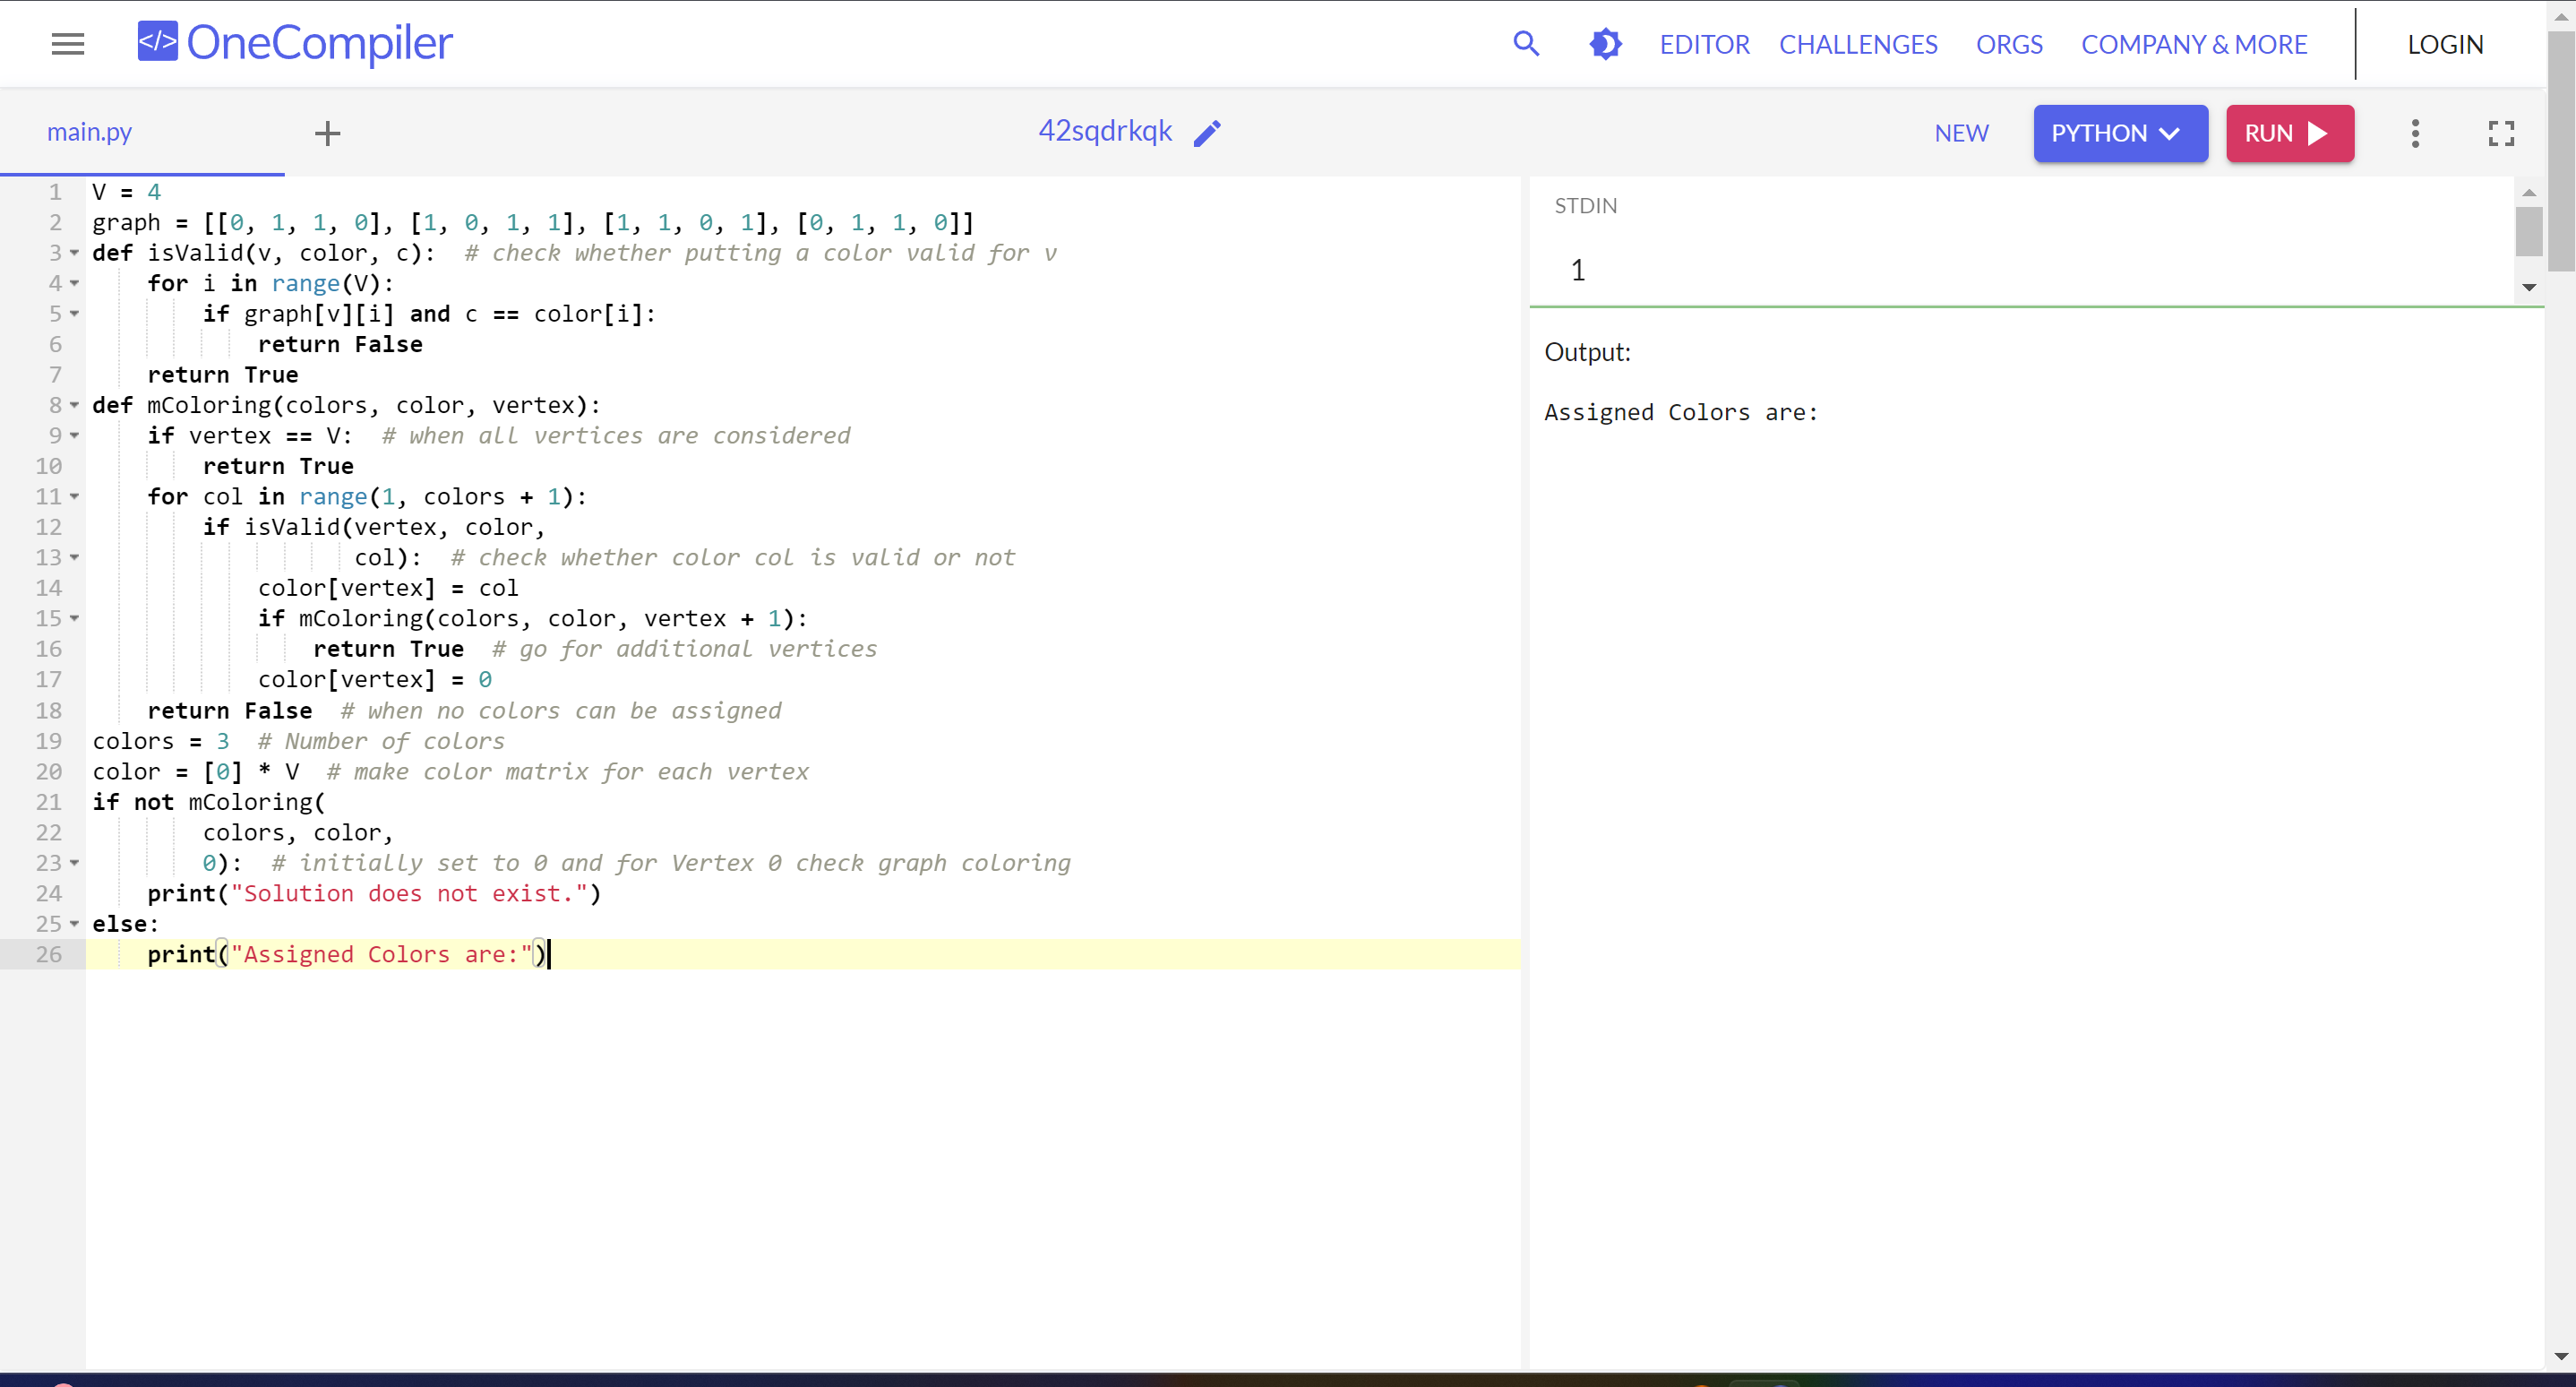 </> OneCompiler
EDITOR CHALLENGES ORGS COMPANY & MORE LOGIN
main.py + 42sqdrkqk NEW PYTHON RUN
1 V = 4
2 graph = [[0, 1, 1, 0], [1, 0, 1, 1], [1, 1, 0, 1], [0, 1, 1, 0]]
3 def isValid(v, color, c):  # check whether putting a color valid for v
4     for i in range(V):
5         if graph[v][i] and c == color[i]:
6             return False
7     return True
8 def mColoring(colors, color, vertex):
9     if vertex == V:  # when all vertices are considered
10         return True
11     for col in range(1, colors + 1):
12         if isValid(vertex, color,
13                    col):  # check whether color col is valid or not
14             color[vertex] = col
15             if mColoring(colors, color, vertex + 1):
16                 return True  # go for additional vertices
17             color[vertex] = 0
18     return False  # when no colors can be assigned
19 colors = 3  # Number of colors
20 color = [0] * V  # make color matrix for each vertex
21 if not mColoring(
22         colors, color,
23         0):  # initially set to 0 and for Vertex 0 check graph coloring
24     print("Solution does not exist.")
25 else:
26     print("Assigned Colors are:")
STDIN
1
Output:
Assigned Colors are: